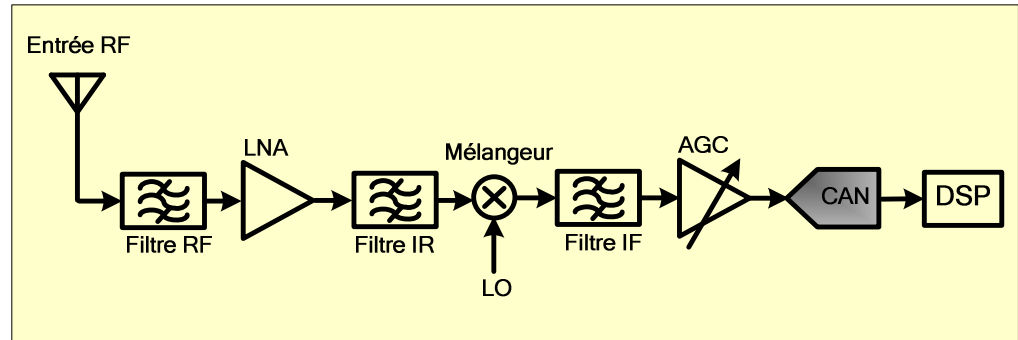 Entrée RF
LNA
Mélangeur
AGC
CAN
DSP
Filtre RF
Filtre IR
Filtre IF
LO